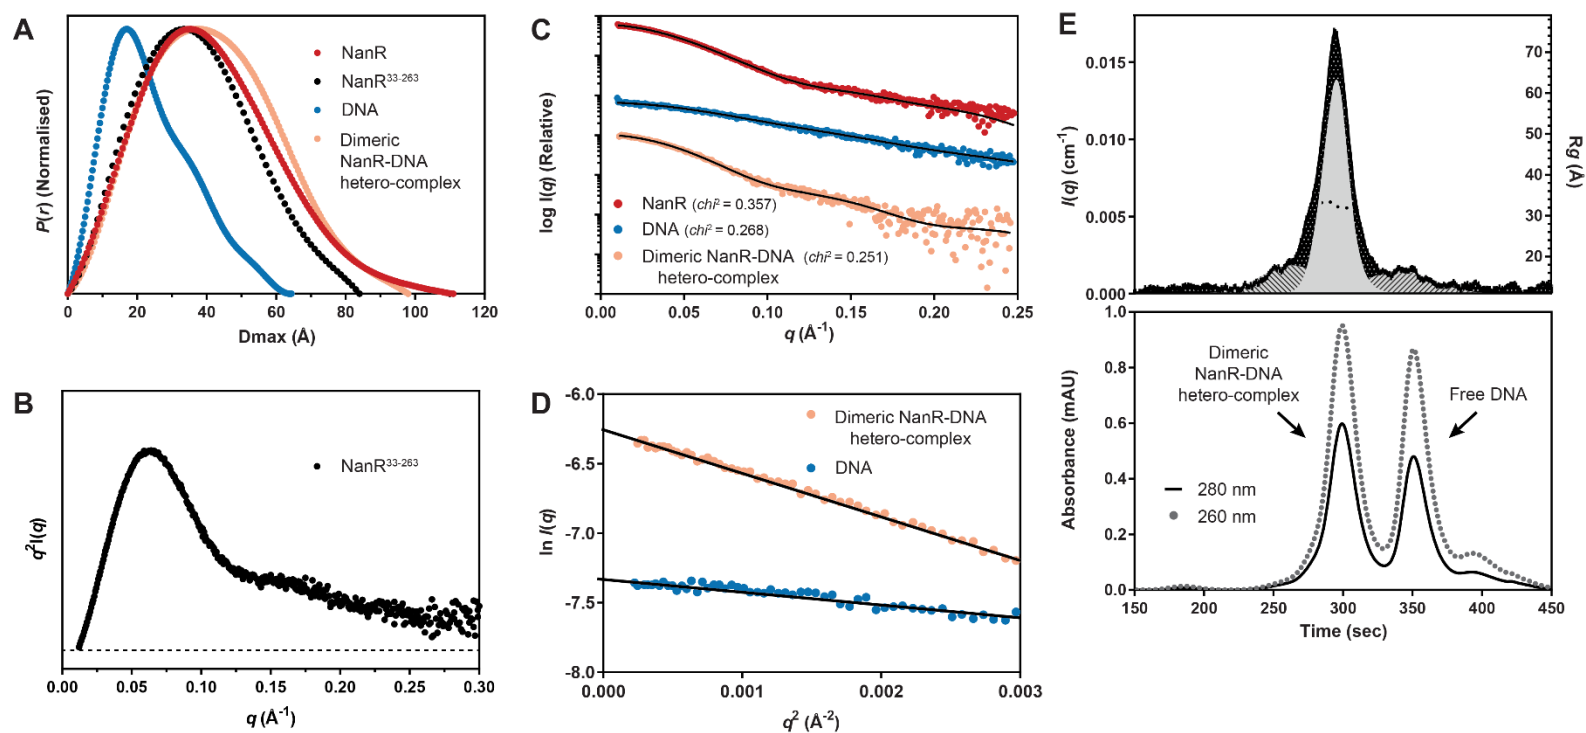 A
P(r) (Normalised)
NanR
NanR³³⁻²⁶³
DNA
Dimeric
NanR-DNA
hetero-complex
0 20 40 60 80 100 120
Dmax (Å)
B
q²I(q)
NanR³³⁻²⁶³
0.00 0.05 0.10 0.15 0.20 0.25 0.30
q (Å⁻¹)
C
log I(q) (Relative)
NanR (chi² = 0.357)
DNA (chi² = 0.268)
Dimeric NanR-DNA (chi² = 0.251)
hetero-complex
0.00 0.05 0.10 0.15 0.20 0.25
q (Å⁻¹)
D
ln I(q)
-6.0
-6.5
-7.0
-7.5
-8.0
Dimeric NanR-DNA
hetero-complex
DNA
0.000 0.001 0.002 0.003
q² (Å⁻²)
E
I(q) (cm⁻¹)
0.015
0.010
0.005
0.000
Rg (Å)
70
60
50
40
30
20
10
Absorbance (mAU)
1.0
0.8
0.6
0.4
0.2
0.0
Dimeric
NanR-DNA
hetero-complex
Free DNA
280 nm
260 nm
150 200 250 300 350 400 450
Time (sec)